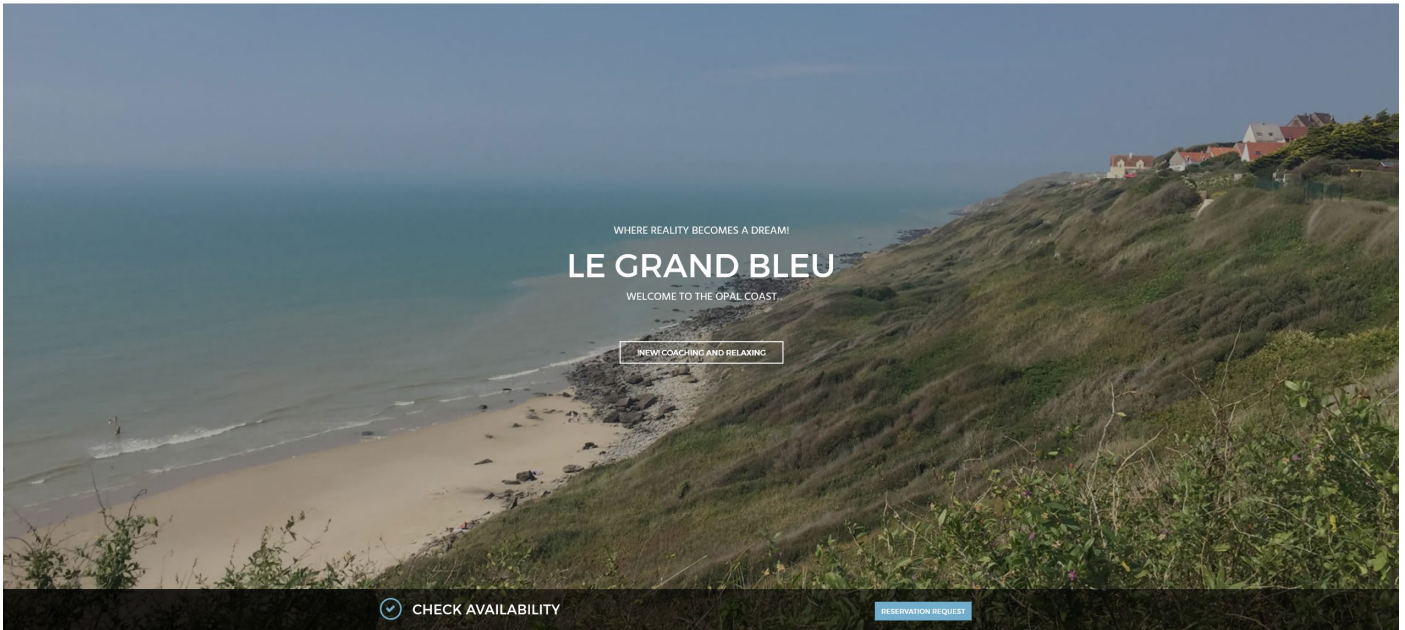 WHERE REALITY BECOMES A DREAM!
LE GRAND BLEU
WELCOME TO THE OPAL COAST
!NEW! COACHING AND RELAXING
CHECK AVAILABILITY
RESERVATION REQUEST